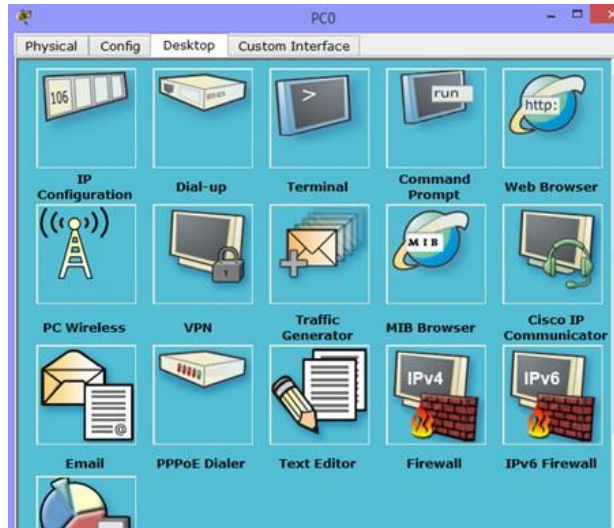 PC0
Physical Config Desktop Custom Interface
106
>
run
http:
IP
Configuration
Dial-up
Terminal
Command
Prompt
Web Browser
MIB
PC Wireless
VPN
Traffic
Generator
MIB Browser
Cisco IP
Communicator
@
IPv4
IPv6
Email
PPPoE Dialer
Text Editor
Firewall
IPv6 Firewall